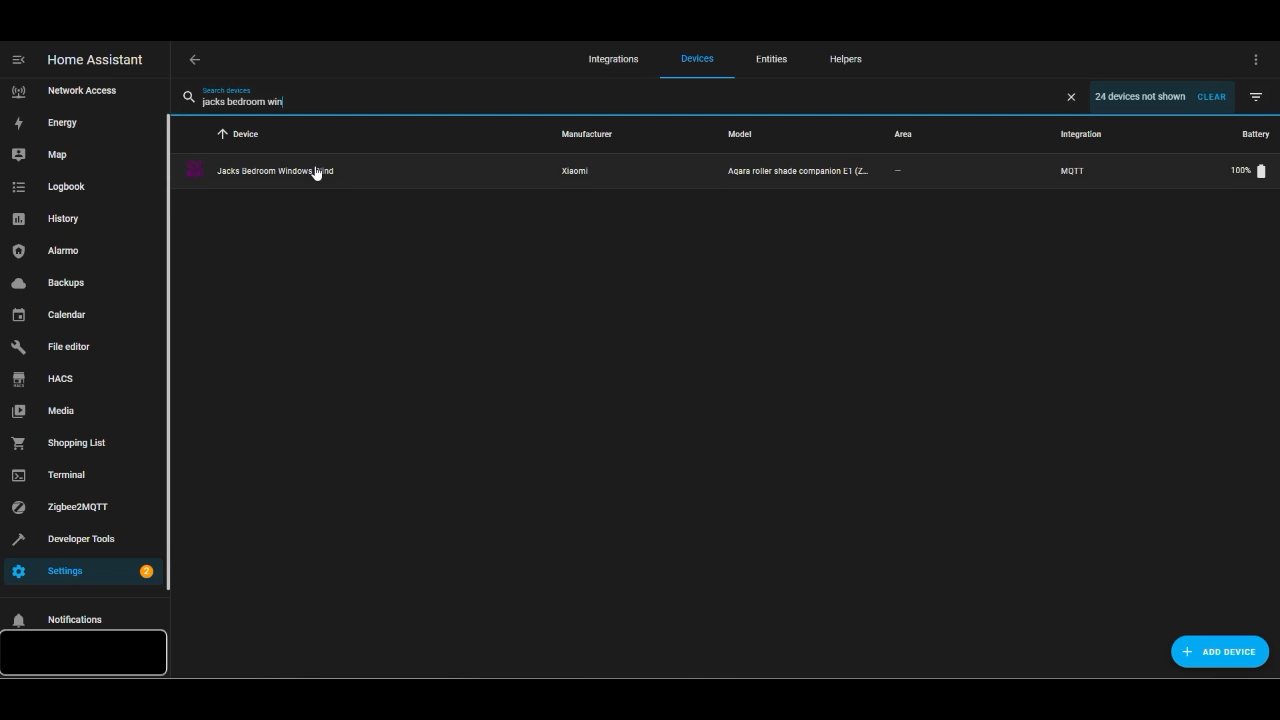 Home Assistant
Network Access
Energy
Map
Logbook
History
Alarmo
Backups
Calendar
File editor
HACS
Media
Shopping List
Terminal
Zigbee2MQTT
Developer Tools
Settings 2
Notifications
Integrations Devices Entities Helpers
Search devices
jacks bedroom win
24 devices not shown CLEAR
Device Manufacturer Model Area Integration Battery
Jacks Bedroom Windows Xiaomi Aqara roller shade companion E1 (Z... — MQTT 100%
ADD DEVICE